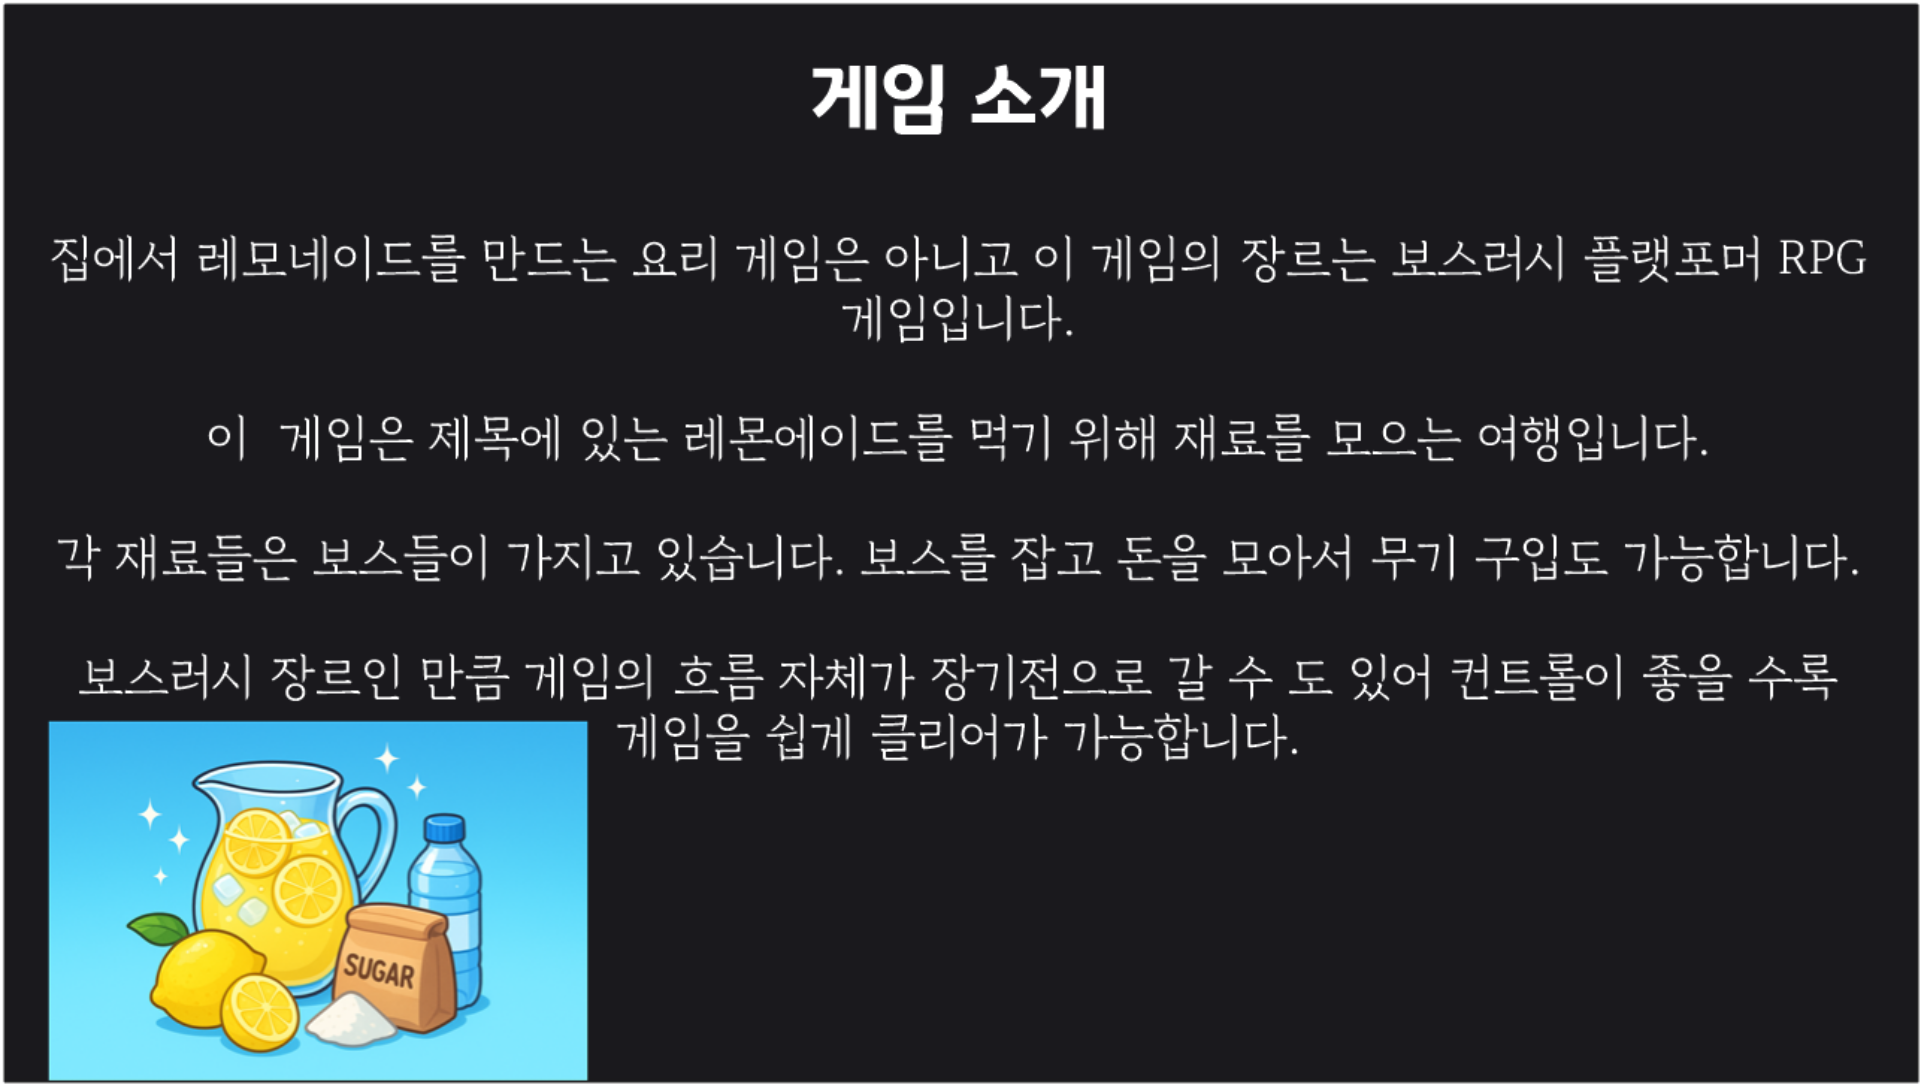 게임 소개
집에서 레모네이드를 만드는 요리 게임은 아니고 이 게임의 장르는 보스러시 플랫포머 RPG
게임입니다.
이  게임은 제목에 있는 레몬에이드를 먹기 위해 재료를 모으는 여행입니다.
각 재료들은 보스들이 가지고 있습니다. 보스를 잡고 돈을 모아서 무기 구입도 가능합니다.
보스러시 장르인 만큼 게임의 흐름 자체가 장기전으로 갈 수 도 있어 컨트롤이 좋을 수록
게임을 쉽게 클리어가 가능합니다.
SUGAR